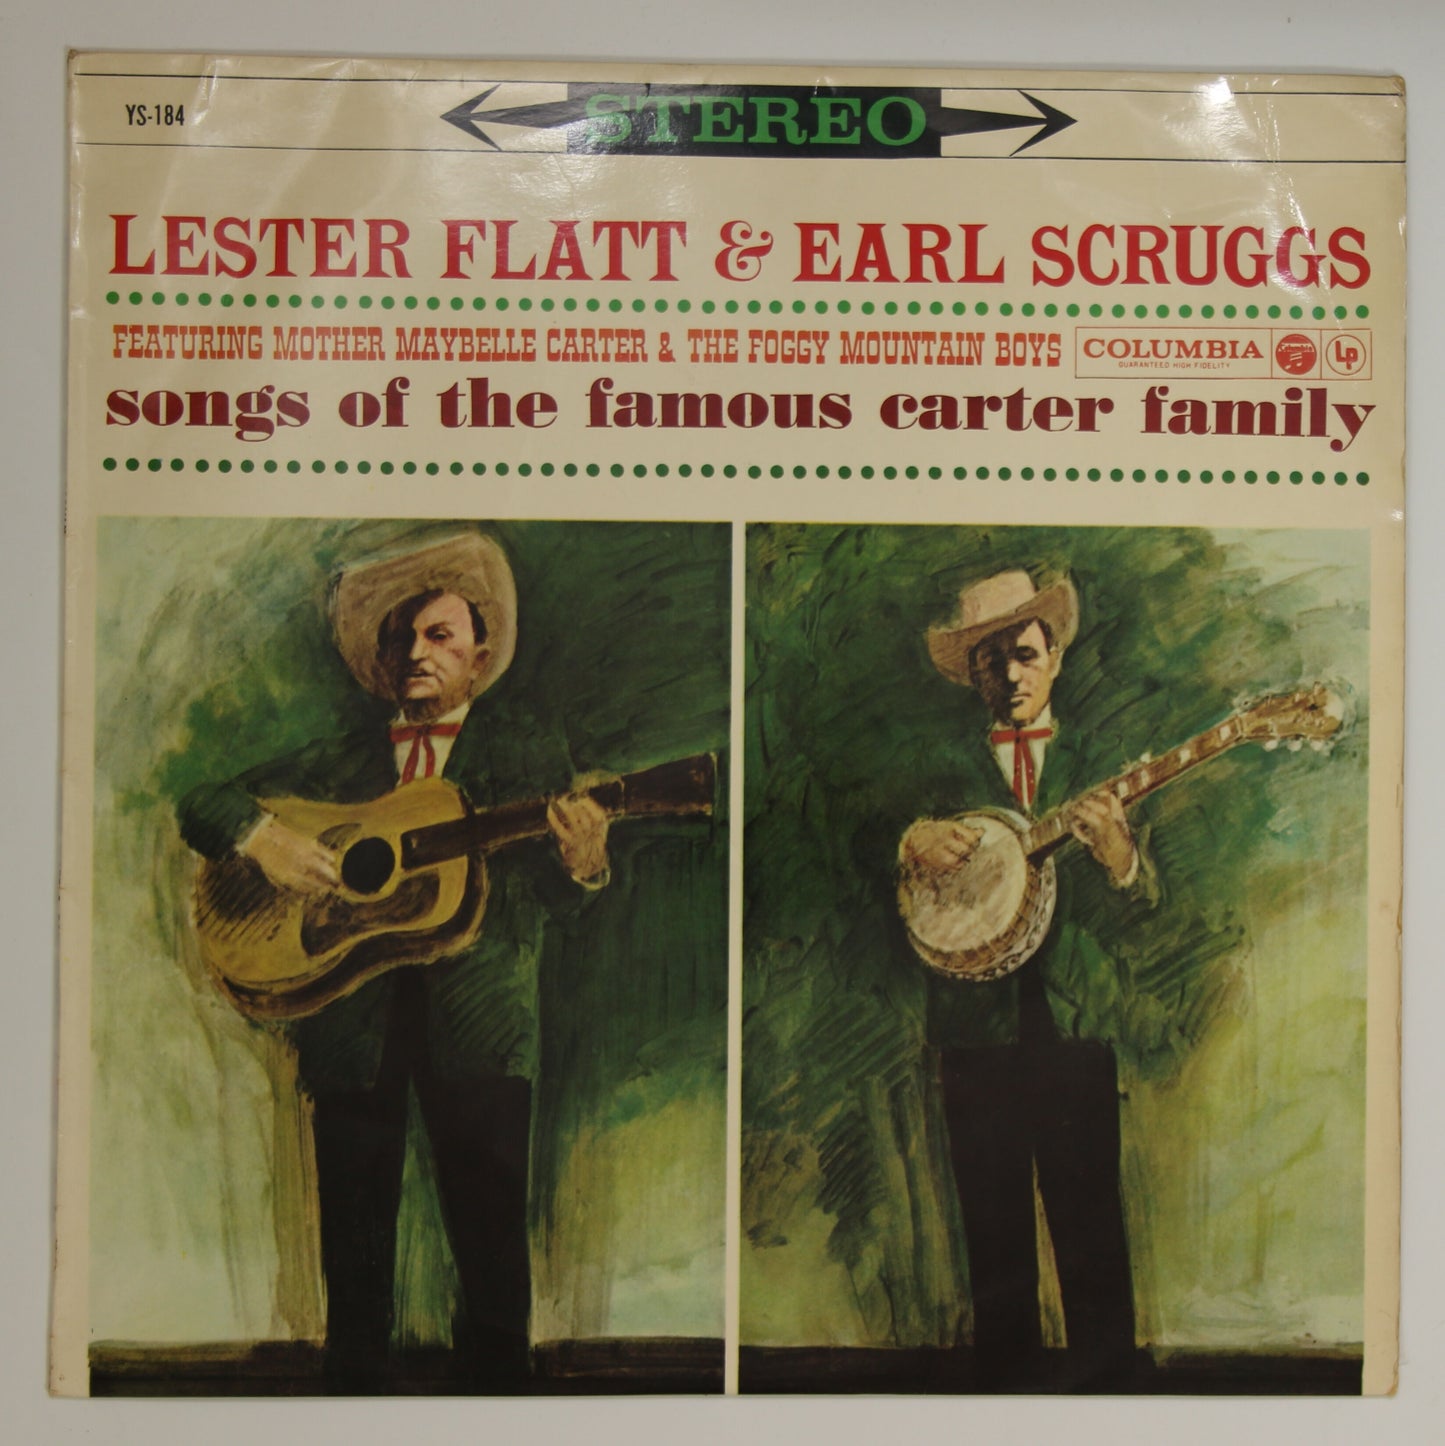 YS-184
STEREO
LESTER FLATT & EARL SCRUGGS
FEATURING MOTHER MAYBELLE CARTER & THE FOGGY MOUNTAIN BOYS
COLUMBIA
GUARANTEED HIGH FIDELITY
Columbia
LP
songs of the famous carter family